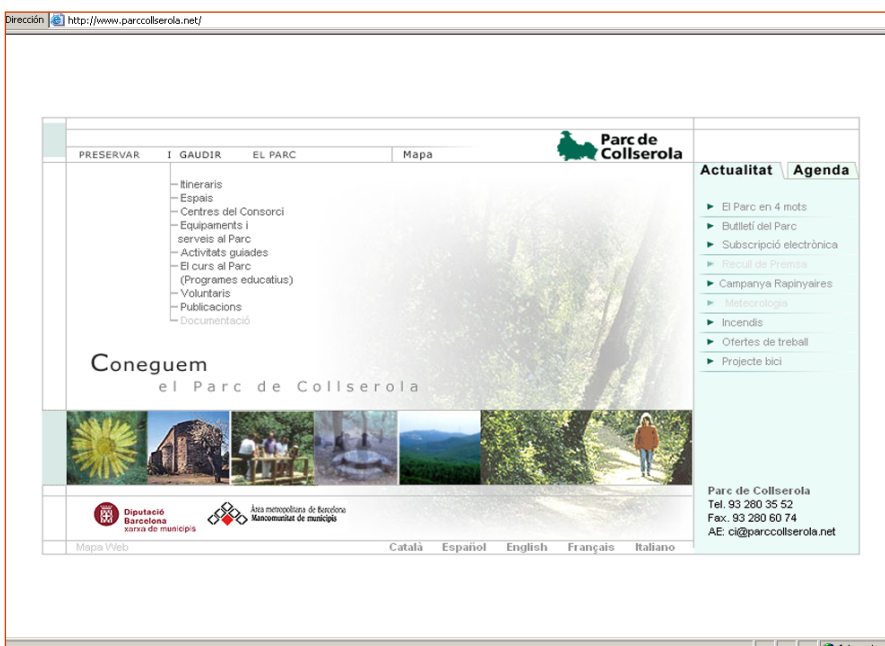 Dirección http://www.parccollserola.net/
Parc de
Collserola
PRESERVAR I GAUDIR EL PARC Mapa
Itineraris
Espais
Centres del Consorci
Equipaments i
serveis al Parc
Activitats guiades
El curs al Parc
(Programes educatius)
Voluntaris
Publicacions
Documentació
Coneguem
el Parc de Collserola
Actualitat Agenda
El Parc en 4 mots
Butlletí del Parc
Subscripció electrònica
Recull de Premsa
Campanya Rapinyaires
Meteorologia
Incendis
Ofertes de treball
Projecte bici
Parc de Collserola
Tel. 93 280 35 52
Fax. 93 280 60 74
AE: ci@parccollserola.net
Diputació
Barcelona
xarxa de municipis
Àrea metropolitana de Barcelona
Mancomunitat de municipis
Mapa Web
Català Español English Français Italiano